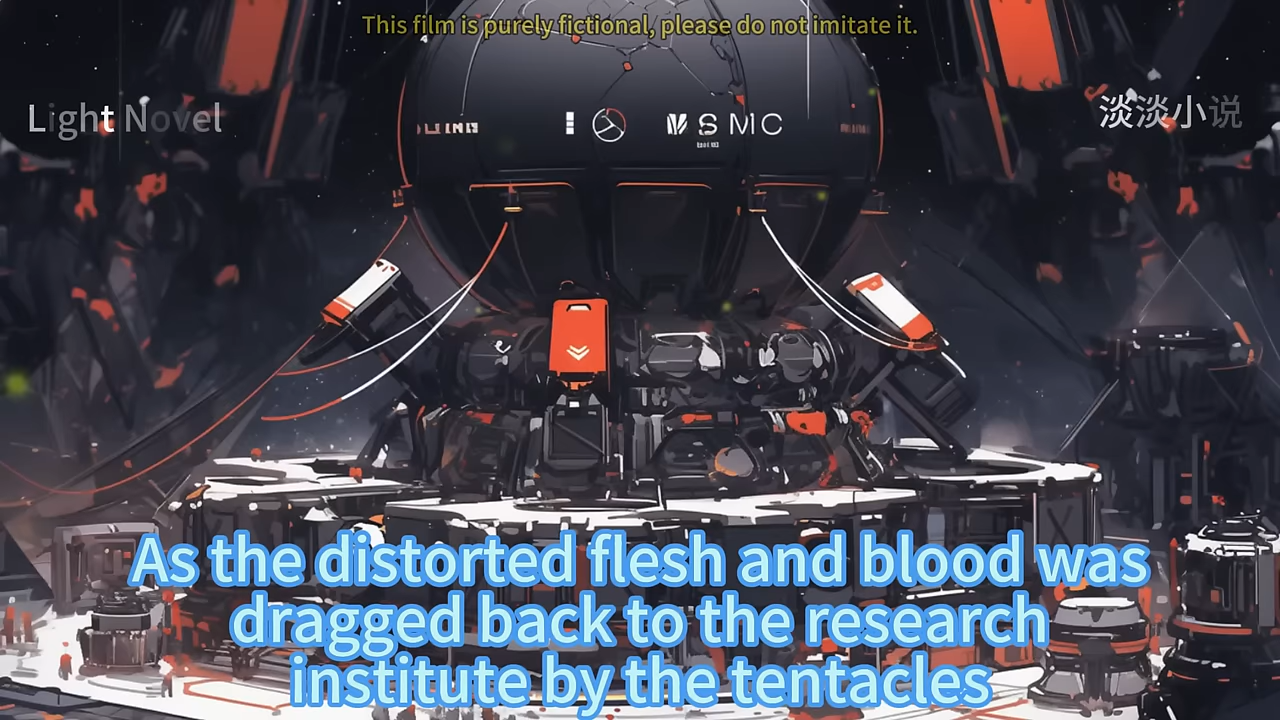 This film is purely fictional, please do not imitate it.
Light Novel
淡淡小说
SMC
As the distorted flesh and blood was
dragged back to the research
institute by the tentacles